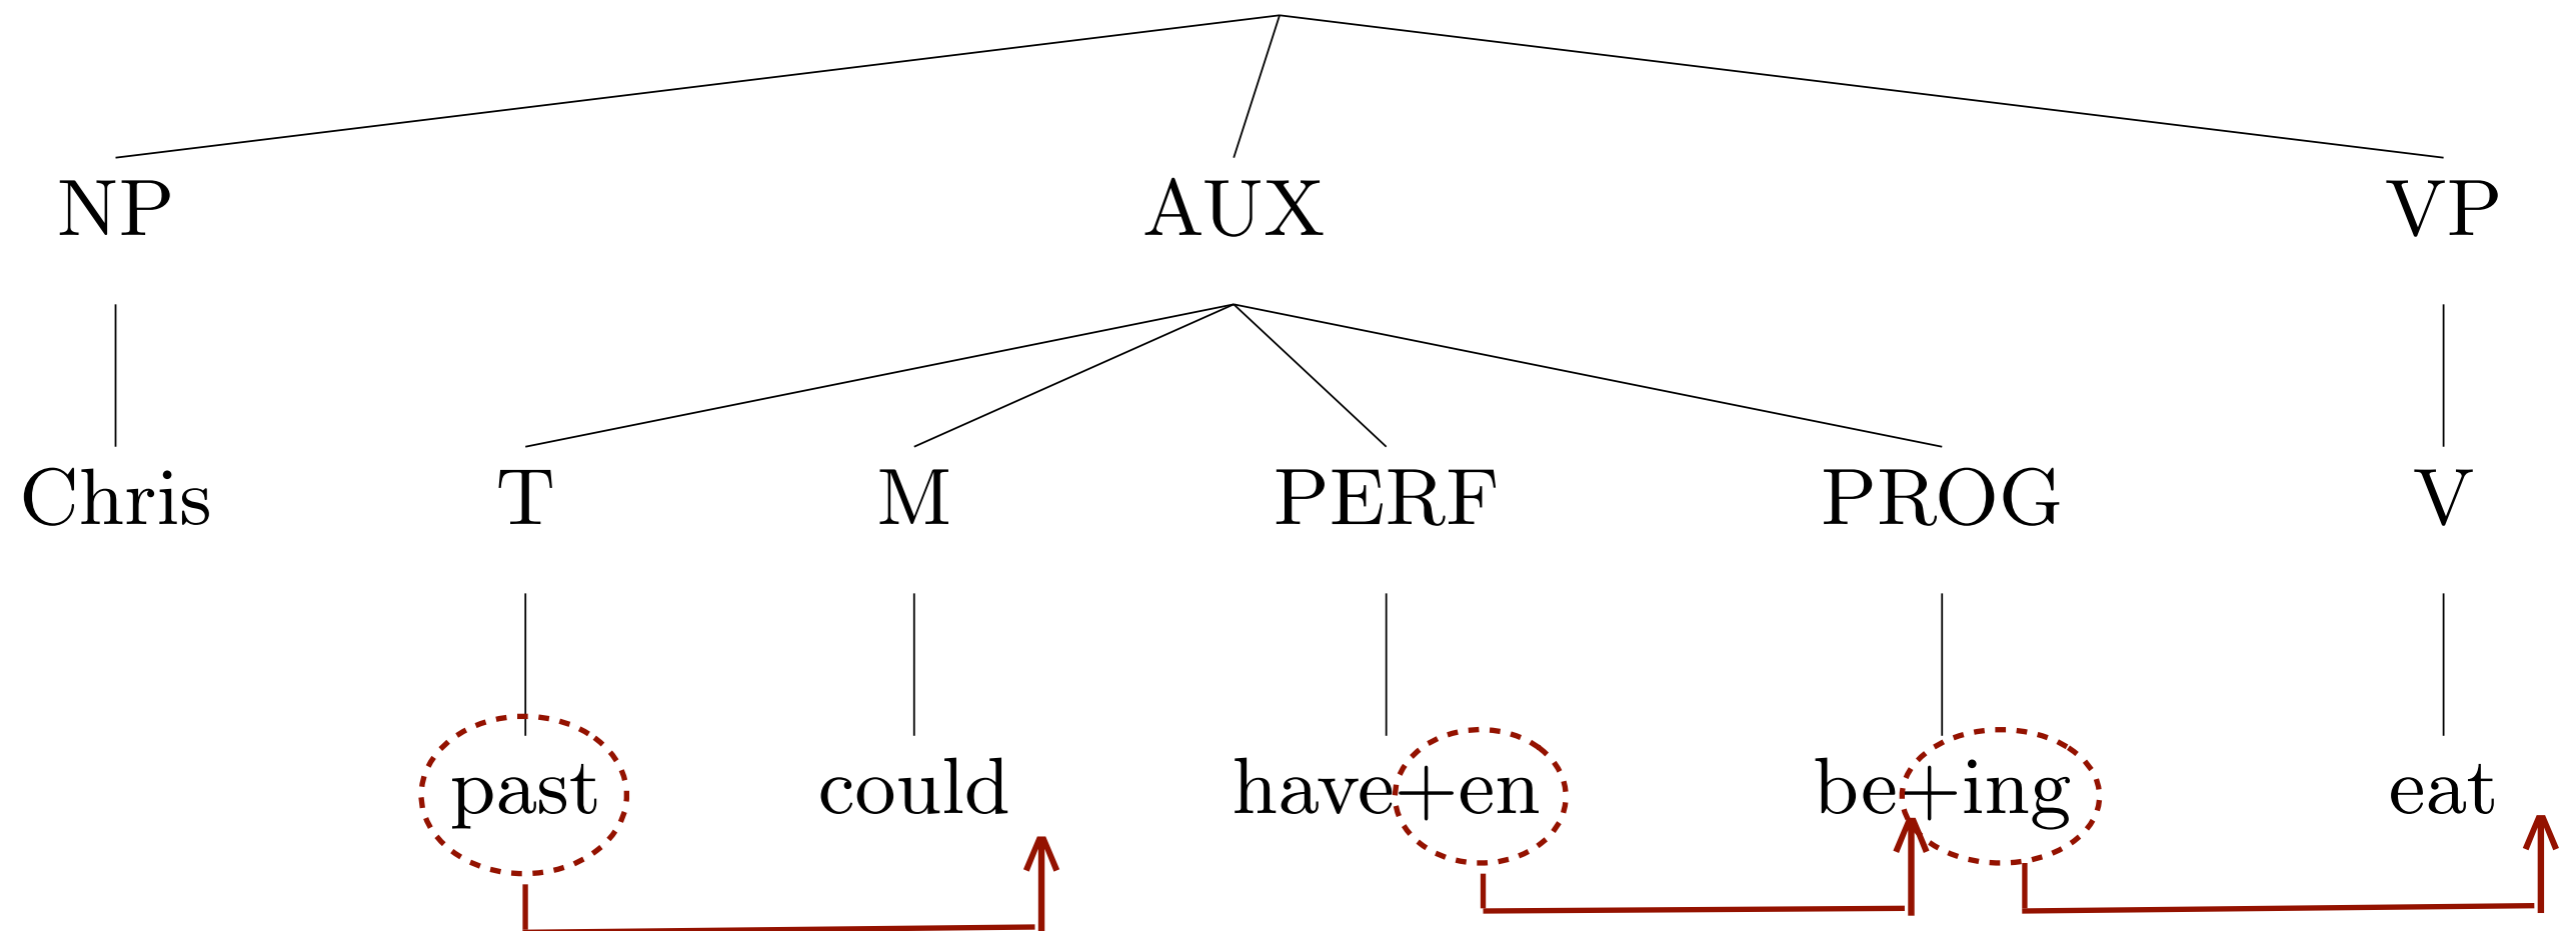 NP AUX VP
Chris T M PERF PROG V
past could have+en be+ing eat